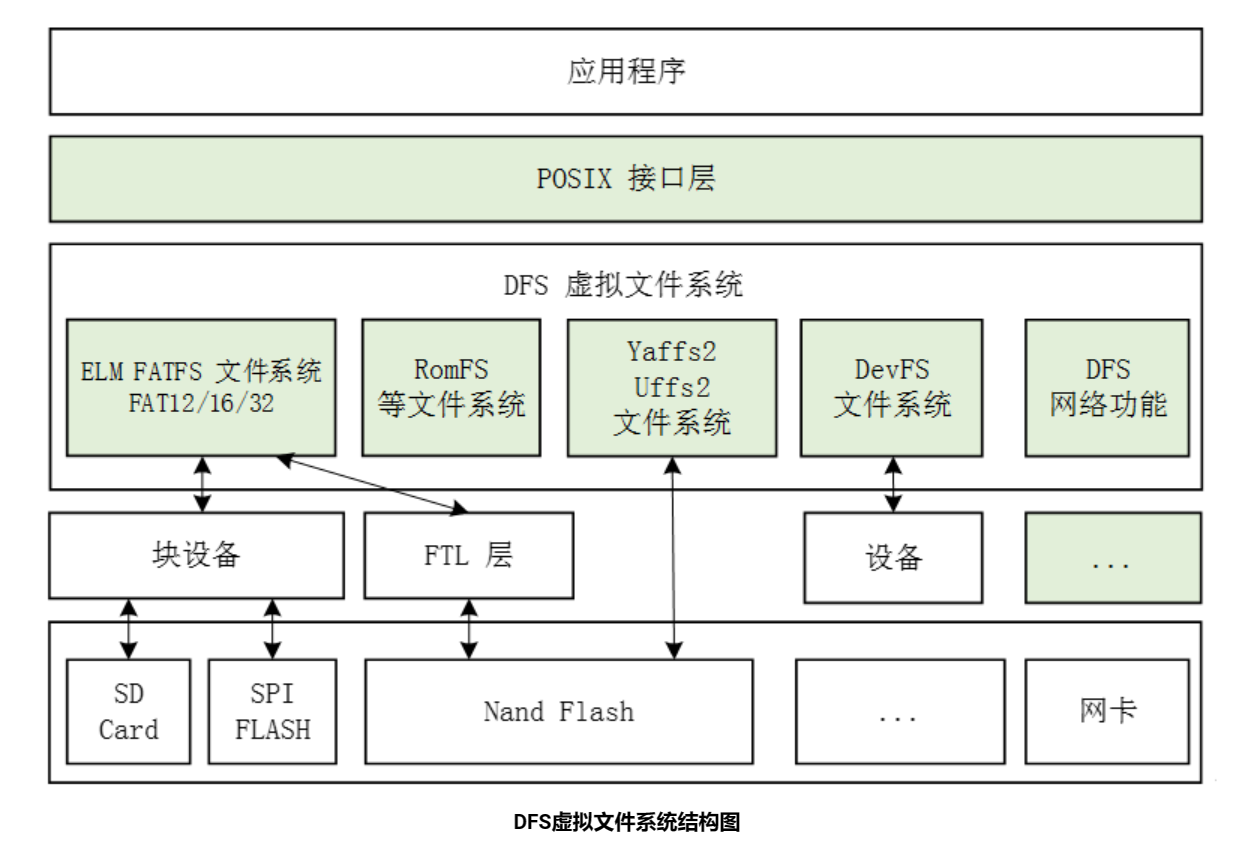 应用程序
POSIX 接口层
DFS 虚拟文件系统
ELM FATFS 文件系统
FAT12/16/32
RomFS
等文件系统
Yaffs2
Uffs2
文件系统
DevFS
文件系统
DFS
网络功能
块设备
FTL 层
设备
...
SD
Card
SPI
FLASH
Nand Flash
...
网卡
DFS虚拟文件系统结构图